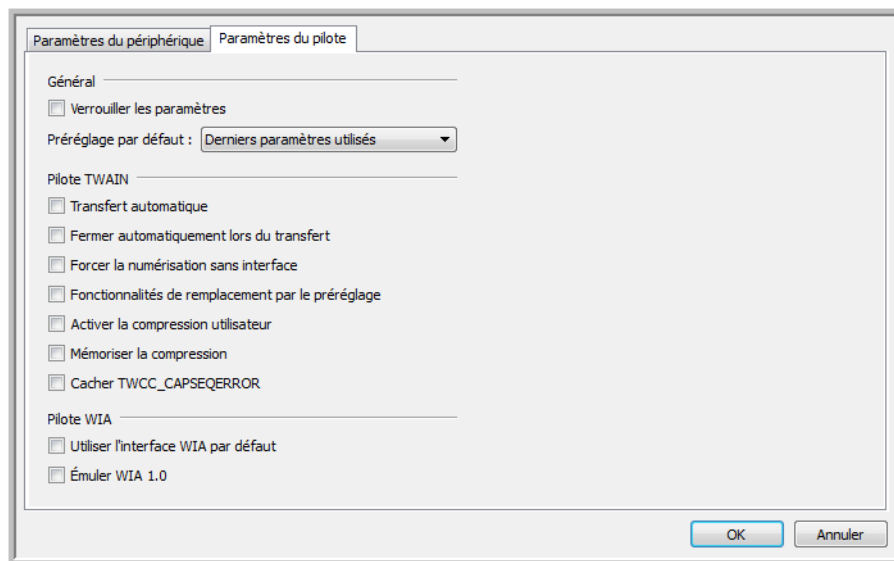 Paramètres du périphérique Paramètres du pilote
Général
Verrouiller les paramètres
Préréglage par défaut : Derniers paramètres utilisés
Pilote TWAIN
Transfert automatique
Fermer automatiquement lors du transfert
Forcer la numérisation sans interface
Fonctionnalités de remplacement par le préréglage
Activer la compression utilisateur
Mémoriser la compression
Cacher TWCC_CAPSEQERROR
Pilote WIA
Utiliser l'interface WIA par défaut
Émuler WIA 1.0
OK Annuler